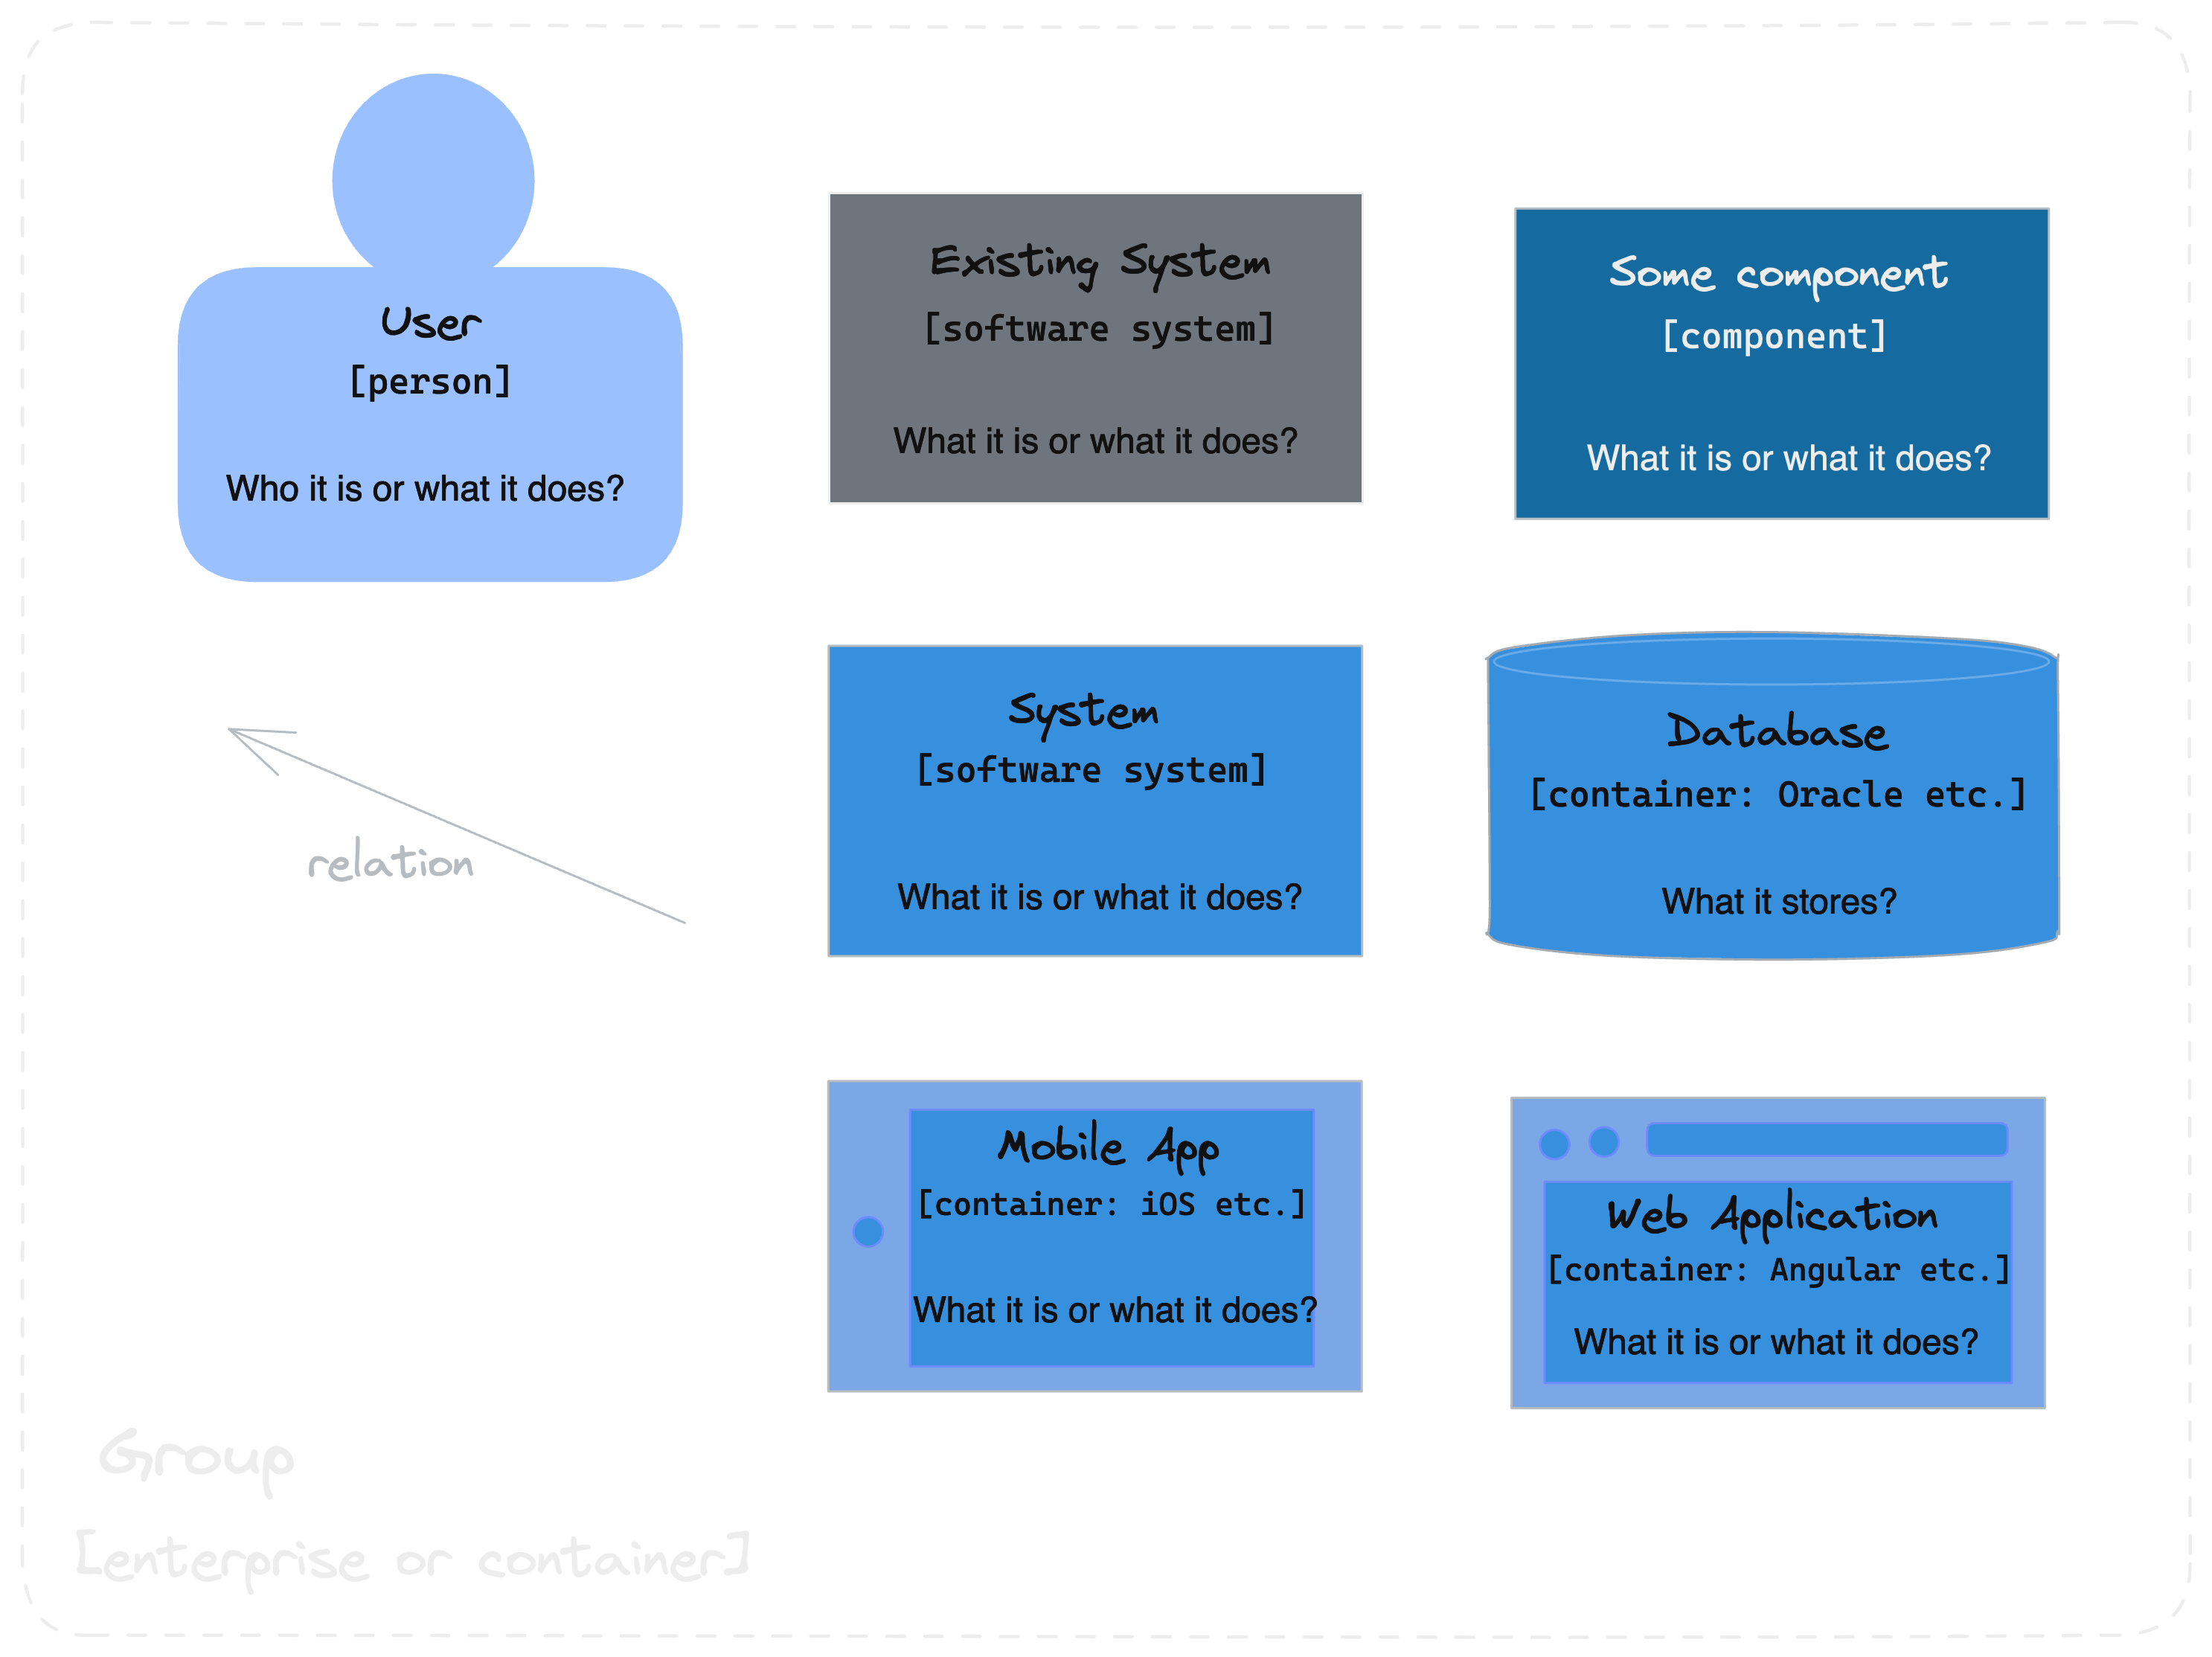 User
[person]
Who it is or what it does?
Existing System
[software system]
What it is or what it does?
Some component
[component]
What it is or what it does?
relation
System
[software system]
What it is or what it does?
Database
[container: Oracle etc.]
What it stores?
Mobile App
[container: iOS etc.]
What it is or what it does?
Web Application
[container: Angular etc.]
What it is or what it does?
Group
[enterprise or container]